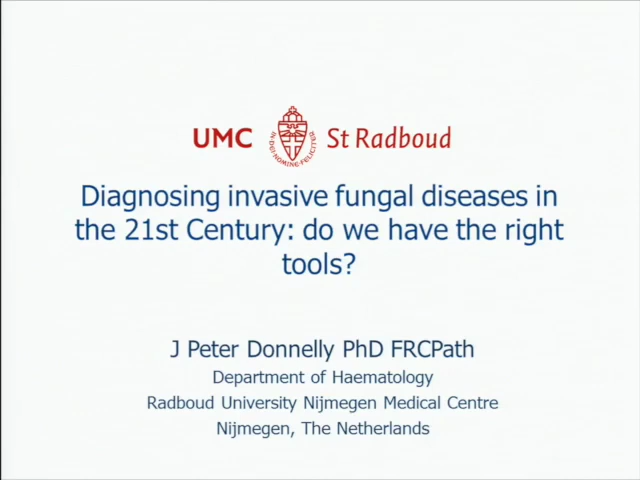 UMC St Radboud
IN·DEI·NOMINE·FELICITER
Diagnosing invasive fungal diseases in
the 21st Century: do we have the right
tools?
J Peter Donnelly PhD FRCPath
Department of Haematology
Radboud University Nijmegen Medical Centre
Nijmegen, The Netherlands